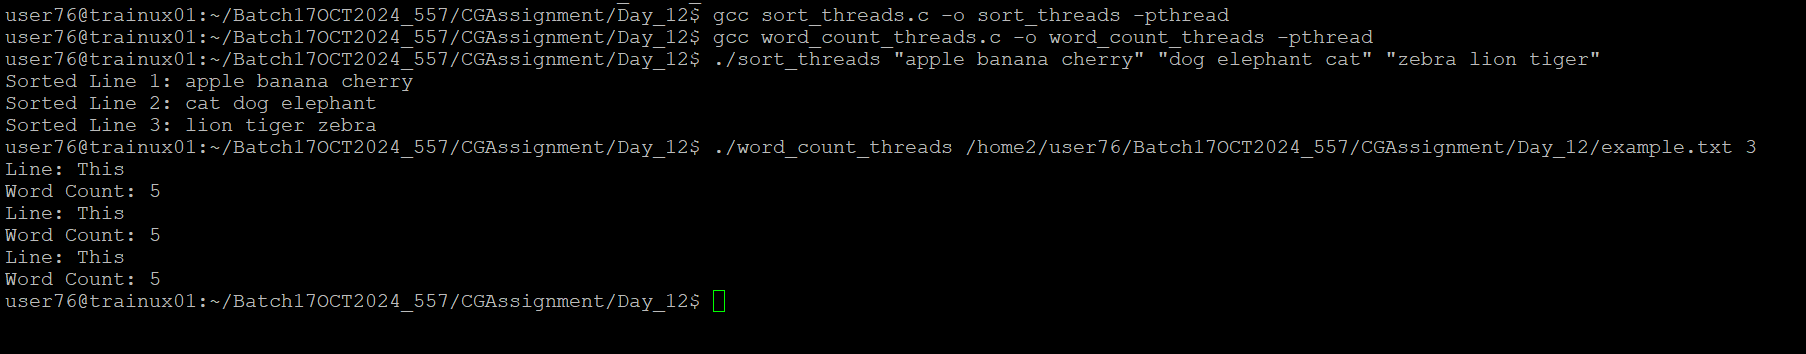 user76@trainux01:~/Batch17OCT2024_557/CGAssignment/Day_12$ gcc sort_threads.c -o sort_threads -pthread
user76@trainux01:~/Batch17OCT2024_557/CGAssignment/Day_12$ gcc word_count_threads.c -o word_count_threads -pthread
user76@trainux01:~/Batch17OCT2024_557/CGAssignment/Day_12$ ./sort_threads "apple banana cherry" "dog elephant cat" "zebra lion tiger"
Sorted Line 1: apple banana cherry
Sorted Line 2: cat dog elephant
Sorted Line 3: lion tiger zebra
user76@trainux01:~/Batch17OCT2024_557/CGAssignment/Day_12$ ./word_count_threads /home2/user76/Batch17OCT2024_557/CGAssignment/Day_12/example.txt 3
Line: This
Word Count: 5
Line: This
Word Count: 5
Line: This
Word Count: 5
user76@trainux01:~/Batch17OCT2024_557/CGAssignment/Day_12$